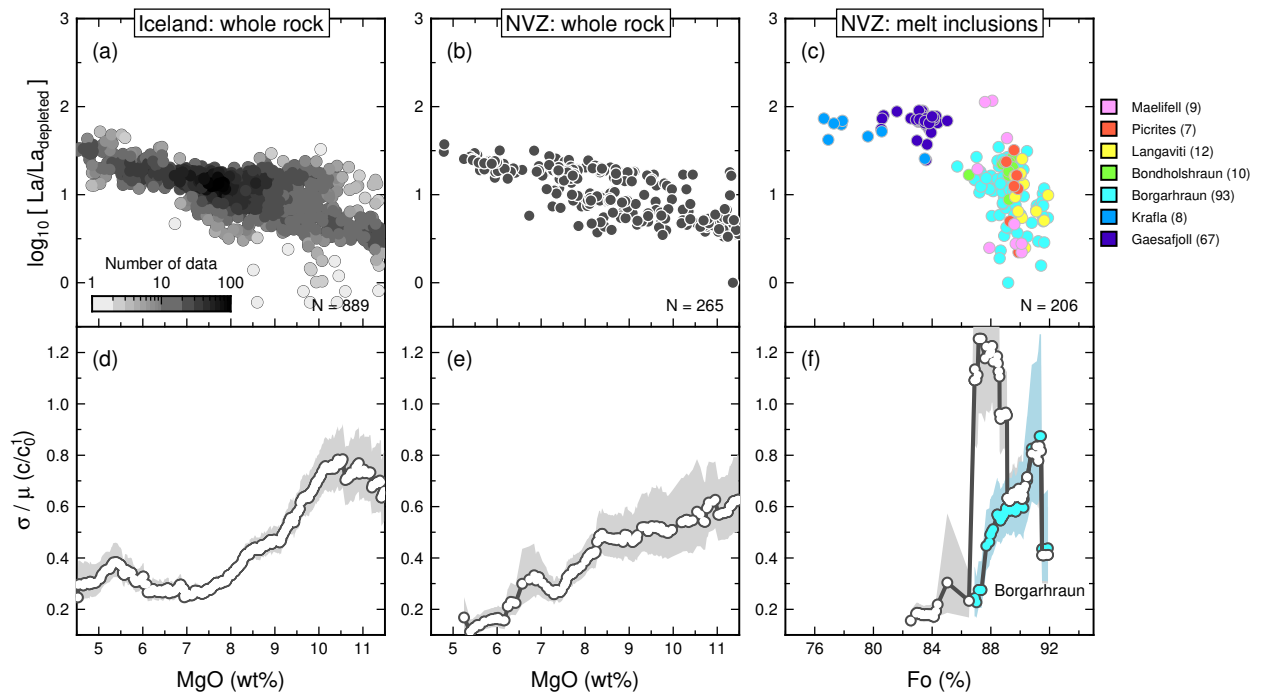 Iceland: whole rock
NVZ: whole rock
NVZ: melt inclusions
(a)
(b)
(c)
log10 [ La/Ladepleted ]
3
2
1
0
3
2
1
0
3
2
1
0
Number of data
1 10 100
N = 889
N = 265
N = 206
Maelifell (9)
Picrites (7)
Langaviti (12)
Bondholshraun (10)
Borgarhraun (93)
Krafla (8)
Gaesafjoll (67)
(d)
(e)
(f)
σ / μ (c/c₀¹)
1.2
1.0
0.8
0.6
0.4
0.2
1.2
1.0
0.8
0.6
0.4
0.2
1.2
1.0
0.8
0.6
0.4
0.2
Borgarhraun
5 6 7 8 9 10 11
5 6 7 8 9 10 11
76 80 84 88 92
MgO (wt%)
MgO (wt%)
Fo (%)